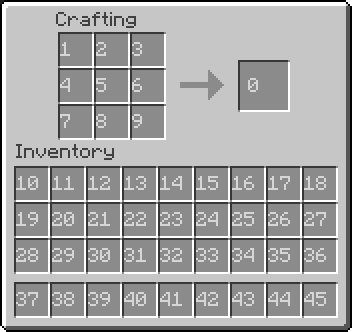 Crafting
1 2 3
4 5 6 0
7 8 9
Inventory
10 11 12 13 14 15 16 17 18
19 20 21 22 23 24 25 26 27
28 29 30 31 32 33 34 35 36
37 38 39 40 41 42 43 44 45